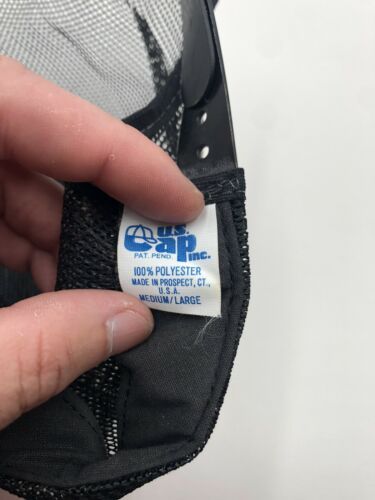 U.S.
Cap inc.
PAT. PEND.
100% POLYESTER
MADE IN PROSPECT, CT.,
U.S.A.
MEDIUM/LARGE